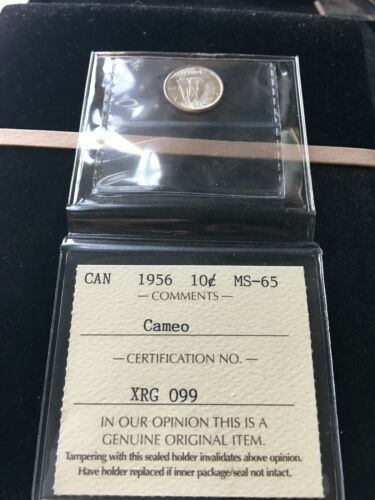 CAN 1956 10¢ MS-65
— COMMENTS —
Cameo
— CERTIFICATION NO. —
XRG 099
IN OUR OPINION THIS IS A
GENUINE ORIGINAL ITEM.
Tampering with this sealed holder invalidates above opinion.
Have holder replaced if inner package/seal not intact.